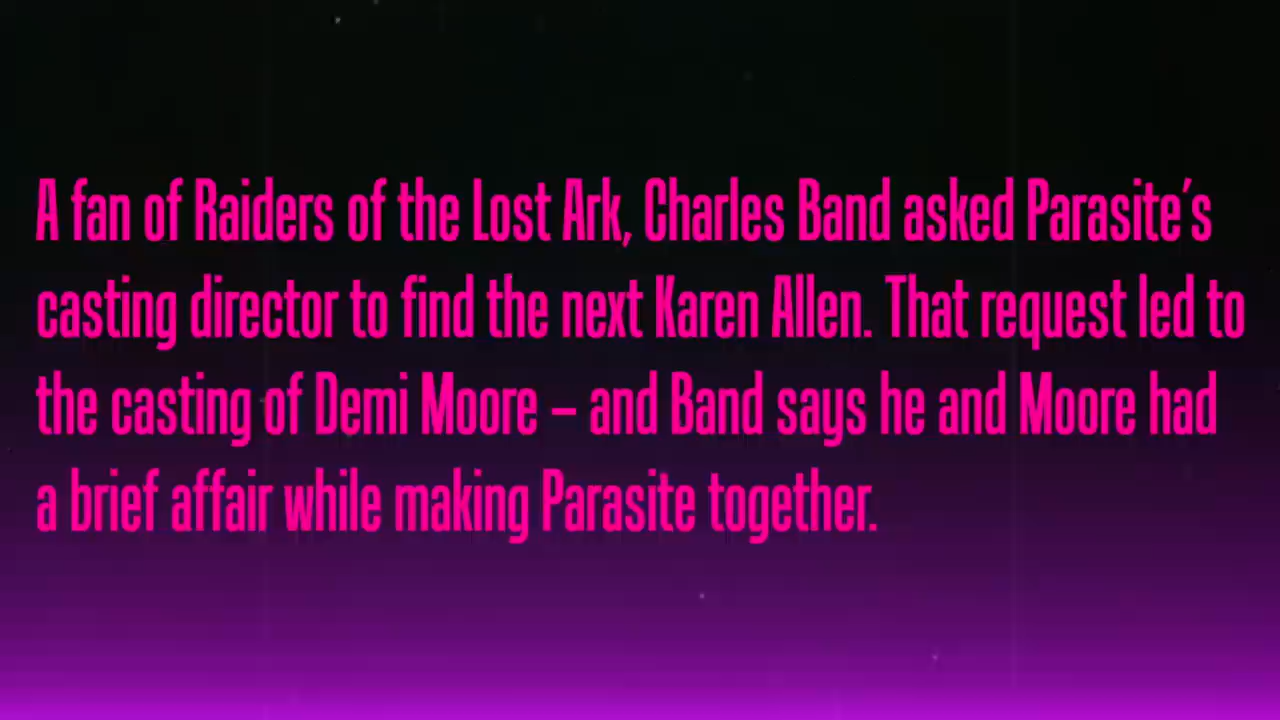 A fan of Raiders of the Lost Ark, Charles Band asked Parasite's
casting director to find the next Karen Allen. That request led to
the casting of Demi Moore – and Band says he and Moore had
a brief affair while making Parasite together.